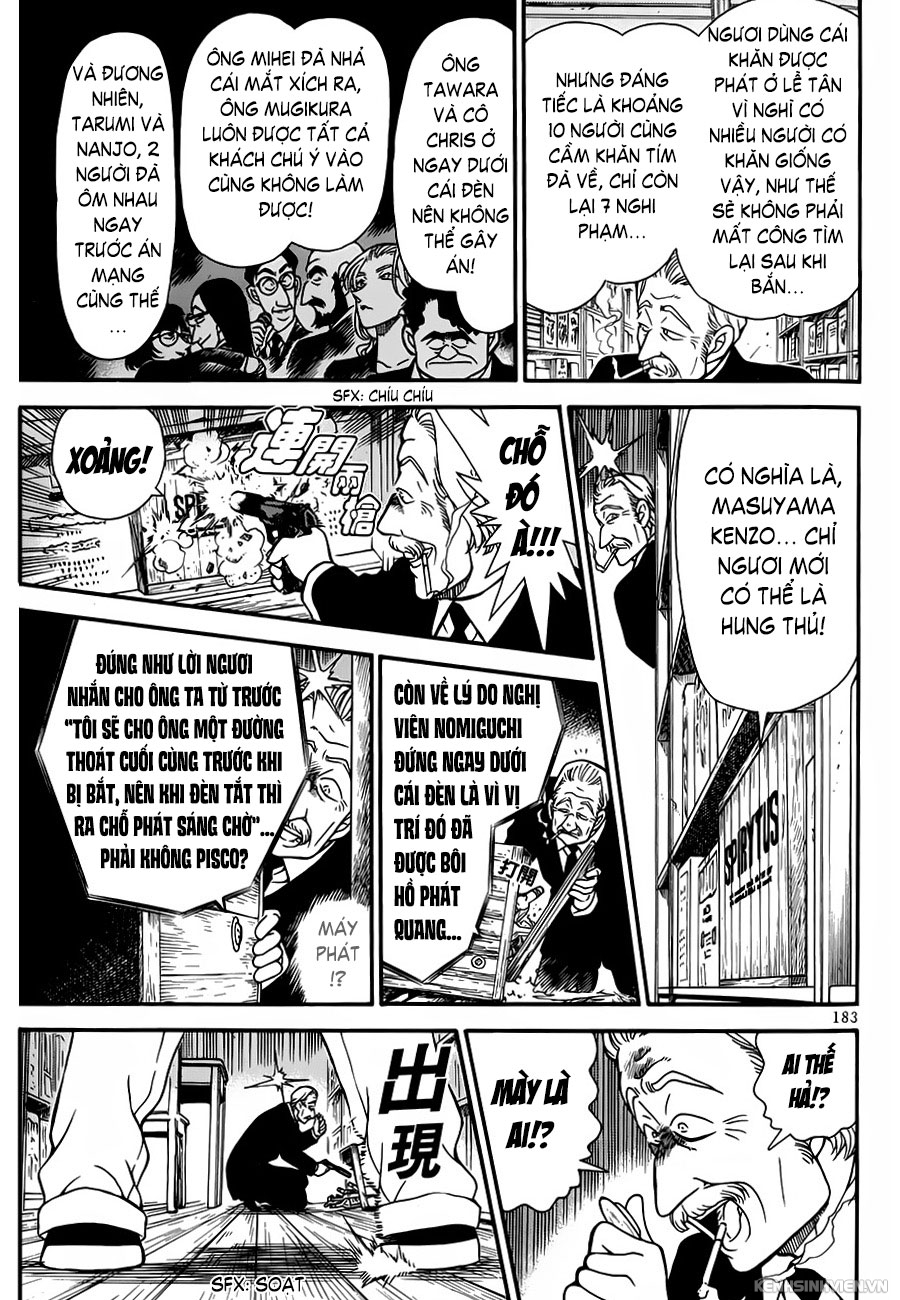 NGƯƠI DÙNG CÁI
KHĂN ĐƯỢC
PHÁT Ở LỄ TÂN
VÌ NGHĨ CÓ
NHIỀU NGƯỜI CÓ
KHĂN GIỐNG
VẬY, NHƯ THẾ
SẼ KHÔNG PHẢI
MẤT CÔNG TÌM
LẠI SAU KHI
BẮN...
NHƯNG ĐÁNG
TIẾC LÀ KHOẢNG
10 NGƯỜI CÙNG
CẦM KHĂN TÍM
ĐÃ VỀ, CHỈ CÒN
LẠI 7 NGHI
PHẠM...
ÔNG
TAWARA
VÀ CÔ
CHRIS Ở
NGAY DƯỚI
CÁI ĐÈN
NÊN KHÔNG
THỂ GÂY
ÁN!
ÔNG MIHEI ĐÃ NHẢ
CÁI MẮT XÍCH RA,
ÔNG MUGIKURA
LUÔN ĐƯỢC TẤT CẢ
KHÁCH CHÚ Ý VÀO
CŨNG KHÔNG LÀM
ĐƯỢC!
VÀ ĐƯƠNG
NHIÊN,
TARUMI VÀ
NANJO, 2
NGƯỜI ĐÃ
ÔM NHAU
NGAY
TRƯỚC ÁN
MẠNG
CŨNG THẾ
...
CÓ NGHĨA LÀ,
MASUYAMA
KENZO... CHỈ
NGƯƠI MỚI
CÓ THỂ LÀ
HUNG THỦ!
SPIRYTUS
SFX: CHÍU CHÍU
CHỖ
ĐÓ
À!!!
連開兩槍
SPI
XOẢNG!
CÒN VỀ LÝ DO NGHỊ
VIÊN NOMIGUCHI
ĐỨNG NGAY DƯỚI
CÁI ĐÈN LÀ VÌ VỊ
TRÍ ĐÓ ĐÃ
ĐƯỢC BÔI
HỒ PHÁT
QUANG...
打開
ĐÚNG NHƯ LỜI NGƯƠI
NHẮN CHO ÔNG TA TỪ TRƯỚC
"TÔI SẼ CHO ÔNG MỘT ĐƯỜNG
THOÁT CUỐI CÙNG TRƯỚC KHI
BỊ BẮT, NÊN KHI ĐÈN TẮT THÌ
RA CHỖ PHÁT SÁNG CHỜ"...
PHẢI KHÔNG PISCO?
MÁY
PHÁT
!?
183
AI THẾ
HẢ!?
MÀY LÀ
AI!?
出現
SFX: SOẠT
KENHSINHVIEN.VN